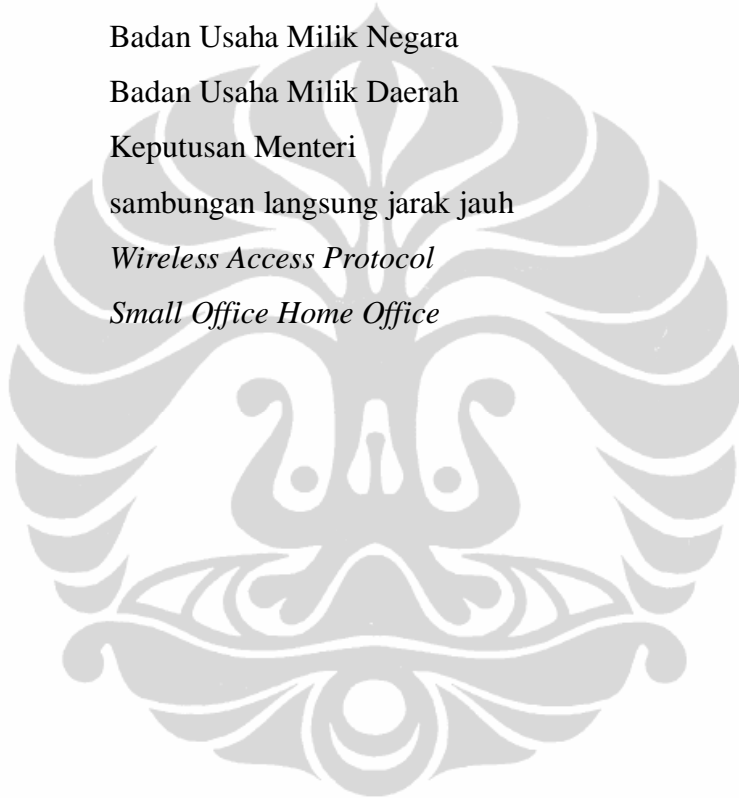 Badan Usaha Milik Negara
Badan Usaha Milik Daerah
Keputusan Menteri
sambungan langsung jarak jauh
Wireless Access Protocol
Small Office Home Office